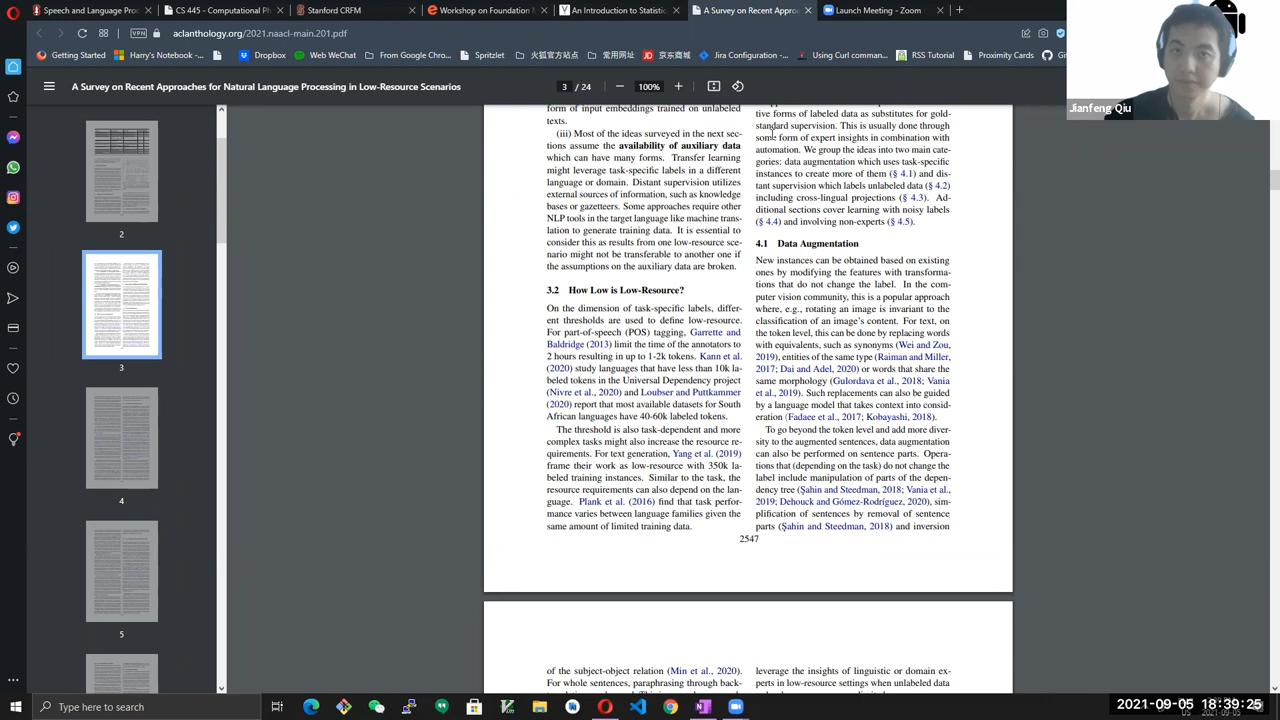 Speech and Language Proc
CS 445 - Computational Ph
Stanford CRFM
Workshop on Foundation M
An Introduction to Statistic
A Survey on Recent Approa
Launch Meeting - Zoom
VPN
aclanthology.org/2021.naacl-main.201.pdf
Getting Started
Harry's Notebook -...
Dropbox
Web WeChat
From Google Chro...
Spritzlet
火狐官方站点
常用网址
JD
京东商城
Jira Configuration -...
Using Curl comman...
RSS Tutorial
Proximity Cards
A Survey on Recent Approaches for Natural Language Processing in Low-Resource Scenarios
3 / 24
100%
Jianfeng Qiu
2
3
4
5
form of input embeddings trained on unlabeled
texts.
(iii) Most of the ideas surveyed in the next sec-
tions assume the availability of auxiliary data
which can have many forms. Transfer learning
might leverage task-specific labels in a different
language or domain. Distant supervision utilizes
external sources of information, such as knowledge
bases or gazetteers. Some approaches require other
NLP tools in the target language like machine trans-
lation to generate training data. It is essential to
consider this as results from one low-resource sce-
nario might not be transferable to another one if
the assumptions on the auxiliary data are broken.
3.2 How Low is Low-Resource?
On the dimension of task-specific labels, differ-
ent thresholds are used to define low-resource.
For part-of-speech (POS) tagging, Garrette and
Baldridge (2013) limit the time of the annotators to
2 hours resulting in up to 1-2k tokens. Kann et al.
(2020) study languages that have less than 10k la-
beled tokens in the Universal Dependency project
(Nivre et al., 2020) and Loubser and Puttkammer
(2020) report that most available datasets for South
African languages have 40-60k labeled tokens.
The threshold is also task-dependent and more
complex tasks might also increase the resource re-
quirements. For text generation, Yang et al. (2019)
frame their work as low-resource with 350k la-
beled training instances. Similar to the task, the
resource requirements can also depend on the lan-
guage. Plank et al. (2016) find that task perfor-
mance varies between language families given the
same amount of limited training data.
tive forms of labeled data as substitutes for gold-
standard supervision. This is usually done through
some form of expert insights in combination with
automation. We group the ideas into two main cate-
gories: data augmentation which uses task-specific
instances to create more of them (§ 4.1) and dis-
tant supervision which labels unlabeled data (§ 4.2)
including cross-lingual projections (§ 4.3). Ad-
ditional sections cover learning with noisy labels
(§ 4.4) and involving non-experts (§ 4.5).
4.1 Data Augmentation
New instances can be obtained based on existing
ones by modifying the features with transforma-
tions that do not change the label. In the com-
puter vision community, this is a popular approach
where, e.g., rotating an image is invariant to the
classification of an image's content. For text, on
the token level, this can be done by replacing words
with equivalents, such as synonyms (Wei and Zou,
2019), entities of the same type (Raiman and Miller,
2017; Dai and Adel, 2020) or words that share the
same morphology (Gulordava et al., 2018; Vania
et al., 2019). Such replacements can also be guided
by a language model that takes context into consid-
eration (Fadaee et al., 2017; Kobayashi, 2018).
To go beyond the token level and add more diver-
sity to the augmented sentences, data augmentation
can also be performed on sentence parts. Opera-
tions that (depending on the task) do not change the
label include manipulation of parts of the depen-
dency tree (Şahin and Steedman, 2018; Vania et al.,
2019; Dehouck and Gómez-Rodríguez, 2020), sim-
plification of sentences by removal of sentence
parts (Şahin and Steedman, 2018) and inversion
2547
of the subject-object relation (Min et al., 2020).
For whole sentences, paraphrasing through back-
leverage the insights of linguistic or domain ex-
perts in low-resource settings when unlabeled data
Type here to search
2021-09-05 18:39:25